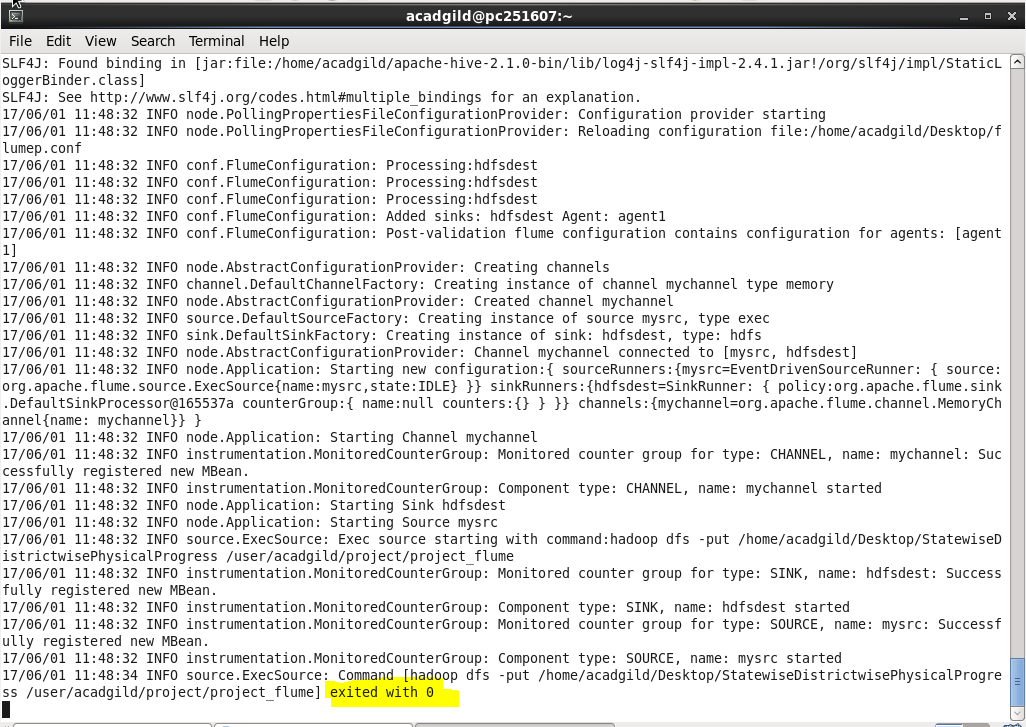 acadgild@pc251607:~
File Edit View Search Terminal Help
SLF4J: Found binding in [jar:file:/home/acadgild/apache-hive-2.1.0-bin/lib/log4j-slf4j-impl-2.4.1.jar!/org/slf4j/impl/StaticL
oggerBinder.class]
SLF4J: See http://www.slf4j.org/codes.html#multiple_bindings for an explanation.
17/06/01 11:48:32 INFO node.PollingPropertiesFileConfigurationProvider: Configuration provider starting
17/06/01 11:48:32 INFO node.PollingPropertiesFileConfigurationProvider: Reloading configuration file:/home/acadgild/Desktop/f
lumep.conf
17/06/01 11:48:32 INFO conf.FlumeConfiguration: Processing:hdfsdest
17/06/01 11:48:32 INFO conf.FlumeConfiguration: Processing:hdfsdest
17/06/01 11:48:32 INFO conf.FlumeConfiguration: Processing:hdfsdest
17/06/01 11:48:32 INFO conf.FlumeConfiguration: Added sinks: hdfsdest Agent: agent1
17/06/01 11:48:32 INFO conf.FlumeConfiguration: Post-validation flume configuration contains configuration for agents: [agent
1]
17/06/01 11:48:32 INFO node.AbstractConfigurationProvider: Creating channels
17/06/01 11:48:32 INFO channel.DefaultChannelFactory: Creating instance of channel mychannel type memory
17/06/01 11:48:32 INFO node.AbstractConfigurationProvider: Created channel mychannel
17/06/01 11:48:32 INFO source.DefaultSourceFactory: Creating instance of source mysrc, type exec
17/06/01 11:48:32 INFO sink.DefaultSinkFactory: Creating instance of sink: hdfsdest, type: hdfs
17/06/01 11:48:32 INFO node.AbstractConfigurationProvider: Channel mychannel connected to [mysrc, hdfsdest]
17/06/01 11:48:32 INFO node.Application: Starting new configuration:{ sourceRunners:{mysrc=EventDrivenSourceRunner: { source:
org.apache.flume.source.ExecSource{name:mysrc,state:IDLE} }} sinkRunners:{hdfsdest=SinkRunner: { policy:org.apache.flume.sink
.DefaultSinkProcessor@165537a counterGroup:{ name:null counters:{} } }} channels:{mychannel=org.apache.flume.channel.MemoryCh
annel{name: mychannel}} }
17/06/01 11:48:32 INFO node.Application: Starting Channel mychannel
17/06/01 11:48:32 INFO instrumentation.MonitoredCounterGroup: Monitored counter group for type: CHANNEL, name: mychannel: Suc
cessfully registered new MBean.
17/06/01 11:48:32 INFO instrumentation.MonitoredCounterGroup: Component type: CHANNEL, name: mychannel started
17/06/01 11:48:32 INFO node.Application: Starting Sink hdfsdest
17/06/01 11:48:32 INFO node.Application: Starting Source mysrc
17/06/01 11:48:32 INFO source.ExecSource: Exec source starting with command:hadoop dfs -put /home/acadgild/Desktop/StatewiseD
istrictwisePhysicalProgress /user/acadgild/project/project_flume
17/06/01 11:48:32 INFO instrumentation.MonitoredCounterGroup: Monitored counter group for type: SINK, name: hdfsdest: Success
fully registered new MBean.
17/06/01 11:48:32 INFO instrumentation.MonitoredCounterGroup: Component type: SINK, name: hdfsdest started
17/06/01 11:48:32 INFO instrumentation.MonitoredCounterGroup: Monitored counter group for type: SOURCE, name: mysrc: Successf
ully registered new MBean.
17/06/01 11:48:32 INFO instrumentation.MonitoredCounterGroup: Component type: SOURCE, name: mysrc started
17/06/01 11:48:34 INFO source.ExecSource: Command [hadoop dfs -put /home/acadgild/Desktop/StatewiseDistrictwisePhysicalProgre
ss /user/acadgild/project/project_flume] exited with 0